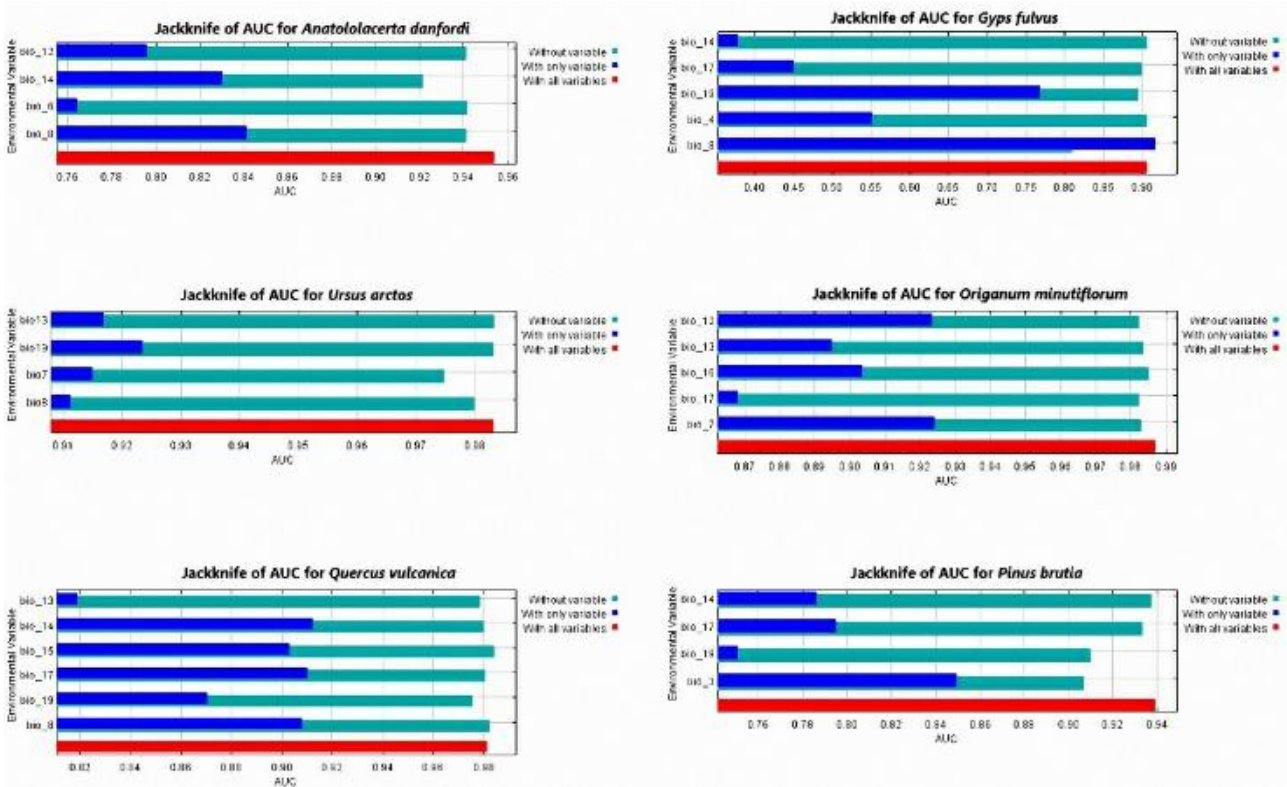 Jackknife of AUC for Anatololacerta danfordi
Environmental Variable
bio_12
bio_14
bio_6
bio_8
Without variable
With only variable
With all variables
0.76 0.78 0.80 0.82 0.84 0.86 0.88 0.90 0.92 0.94 0.96
AUC
Jackknife of AUC for Gyps fulvus
Environmental Variable
bio_14
bio_17
bio_4
bio_8
Without variable
With only variable
With all variables
0.40 0.45 0.50 0.55 0.60 0.65 0.70 0.75 0.80 0.85 0.90
AUC
Jackknife of AUC for Ursus arctos
Environmental Variable
bio13
bio19
bio7
bio8
Without variable
With only variable
With all variables
0.91 0.92 0.93 0.94 0.95 0.96 0.97 0.98
AUC
Jackknife of AUC for Origanum minutiflorum
Environmental Variable
bio_12
bio_13
bio_16
bio_17
bio_7
Without variable
With only variable
With all variables
0.87 0.88 0.89 0.90 0.91 0.92 0.93 0.94 0.95 0.96 0.97 0.98 0.99
AUC
Jackknife of AUC for Quercus vulcanica
Environmental Variable
bio_13
bio_14
bio_15
bio_17
bio_19
bio_8
Without variable
With only variable
With all variables
0.82 0.84 0.86 0.88 0.90 0.92 0.94 0.96 0.98
AUC
Jackknife of AUC for Pinus brutia
Environmental Variable
bio_14
bio_17
bio_19
bio_3
Without variable
With only variable
With all variables
0.76 0.78 0.80 0.82 0.84 0.86 0.88 0.90 0.92 0.94
AUC